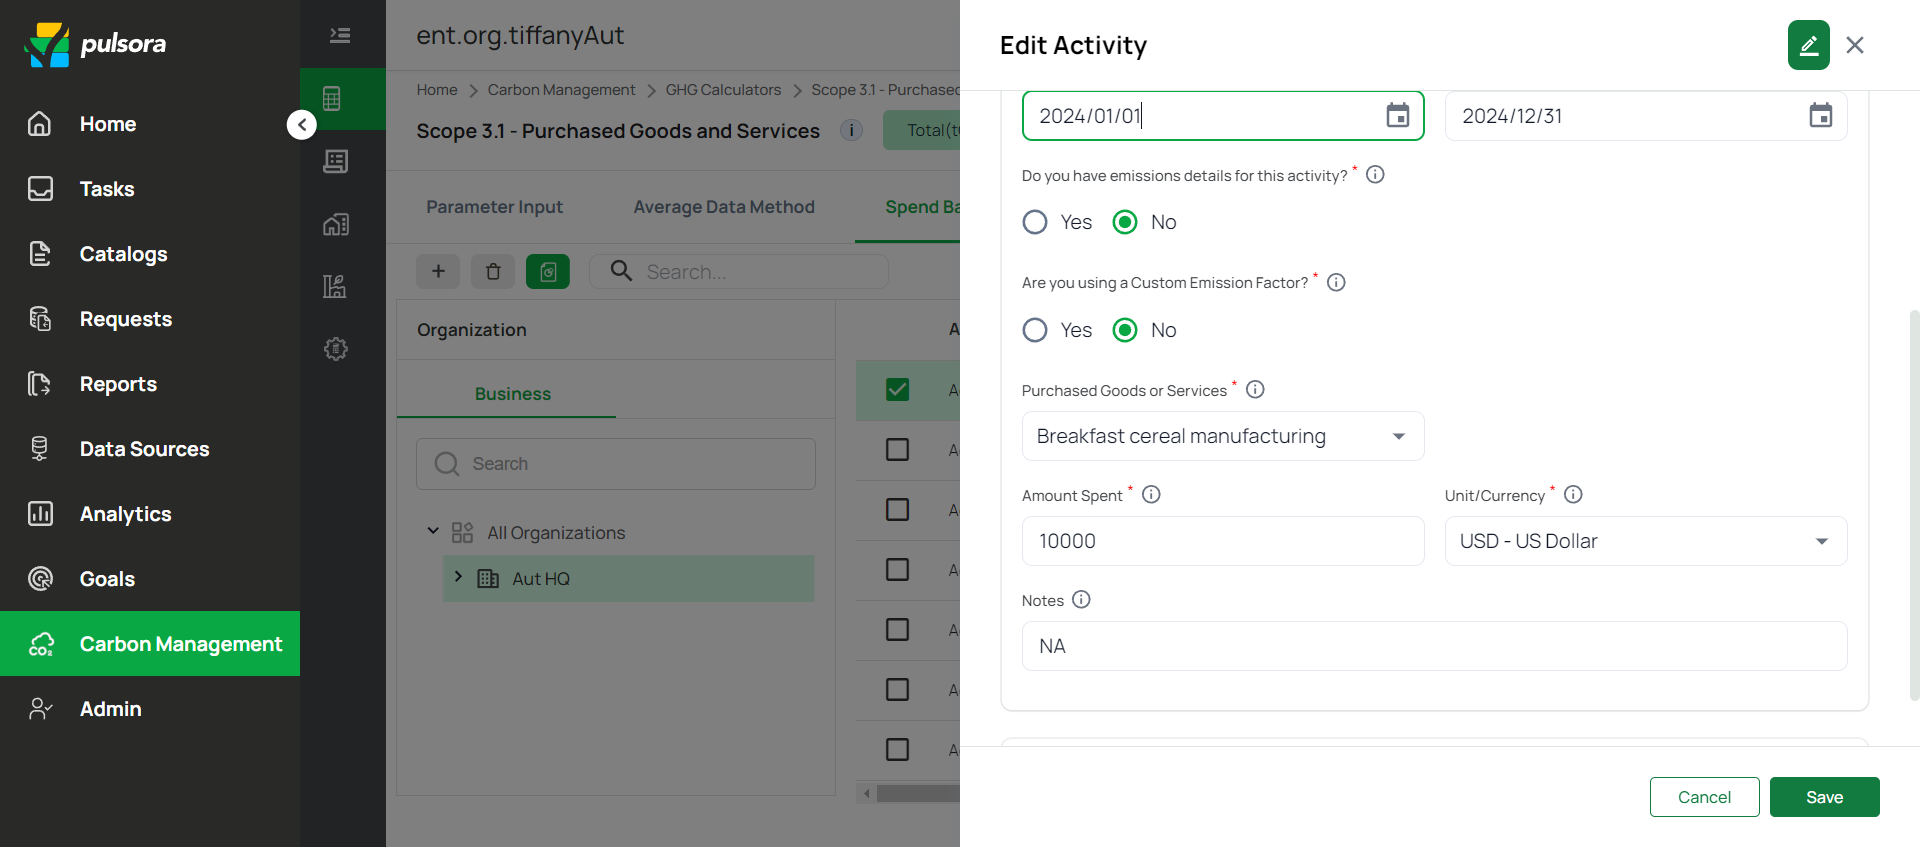 pulsora
Home
Tasks
Catalogs
Requests
Reports
Data Sources
Analytics
Goals
Carbon Management
Admin
ent.org.tiffanyAut
Home > Carbon Management > GHG Calculators > Scope 3.1 - Purchased
Scope 3.1 - Purchased Goods and Services
Total(t
Parameter Input
Average Data Method
Spend Ba
Search...
Organization
Business
Search
All Organizations
Aut HQ
A
A
A
A
A
A
A
A
Edit Activity
2024/01/01
2024/12/31
Do you have emissions details for this activity? *
Yes
No
Are you using a Custom Emission Factor? *
Yes
No
Purchased Goods or Services *
Breakfast cereal manufacturing
Amount Spent *
Unit/Currency *
10000
USD - US Dollar
Notes
NA
Cancel
Save